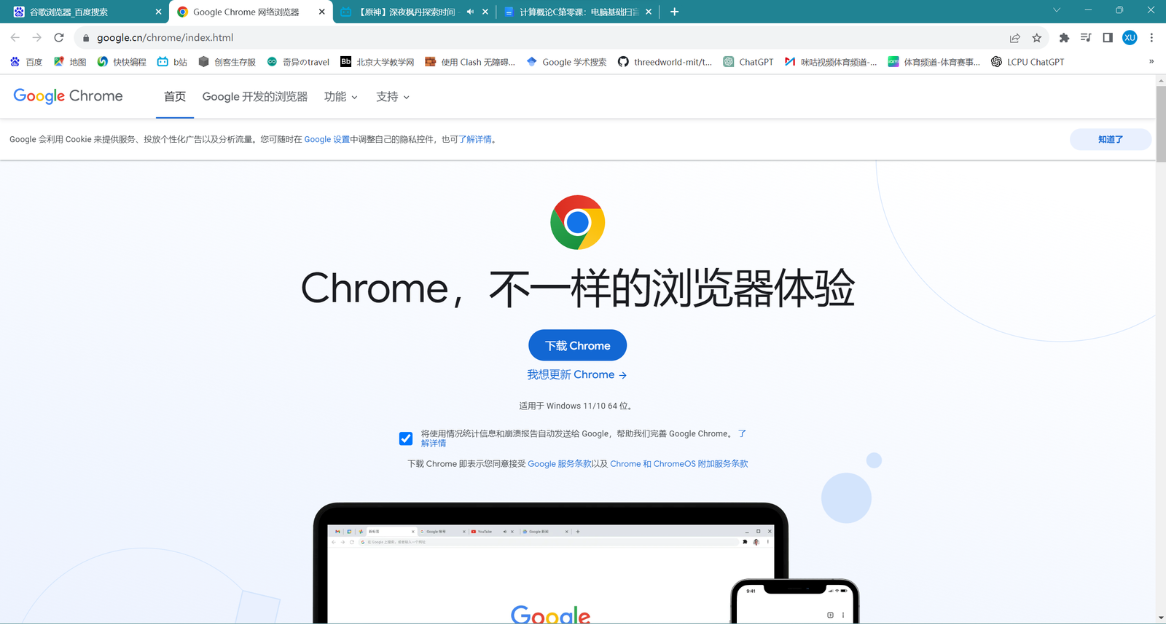 谷歌浏览器_百度搜索
Google Chrome 网络浏览器
【原神】深夜枫丹探索时间
计算概论C第零课：电脑基础扫盲
google.cn/chrome/index.html
XU
百度
地图
快快编程
b站
创客生存服
奇异のtravel
Bb
北京大学教学网
使用 Clash 无障碍...
Google 学术搜索
threedworld-mit/t...
ChatGPT
咪咕视频体育频道-...
体育频道-体育赛事...
LCPU ChatGPT
»
Google Chrome
首页
Google 开发的浏览器
功能
支持
Google 会利用 Cookie 来提供服务、投放个性化广告以及分析流量。您可随时在 Google 设置中调整自己的隐私控件，也可了解详情。
知道了
Chrome，不一样的浏览器体验
下载 Chrome
我想更新 Chrome →
适用于 Windows 11/10 64 位。
将使用情况统计信息和崩溃报告自动发送给 Google，帮助我们完善 Google Chrome。 了
解详情
下载 Chrome 即表示您同意接受 Google 服务条款以及 Chrome 和 ChromeOS 附加服务条款
YouTube
9:41
Google